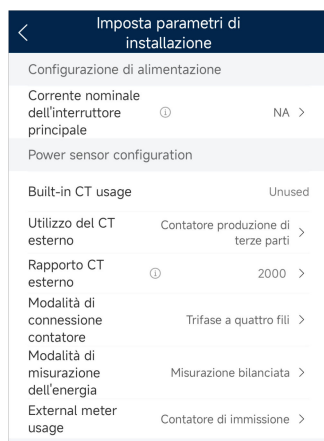 Imposta parametri di
installazione
Configurazione di alimentazione
Corrente nominale
dell'interruttore
principale
NA
Power sensor configuration
Built-in CT usage
Unused
Utilizzo del CT
esterno
Contatore produzione di
terze parti
Rapporto CT
esterno
2000
Modalità di
connessione
contatore
Trifase a quattro fili
Modalità di
misurazione
dell'energia
Misurazione bilanciata
External meter
usage
Contatore di immissione